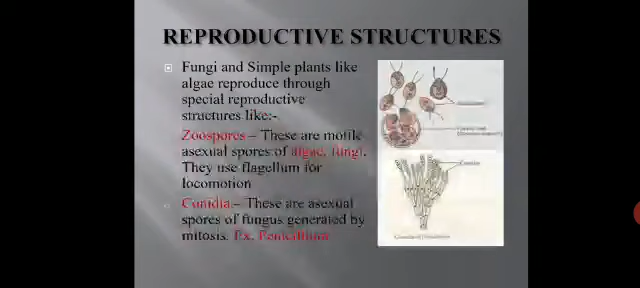 REPRODUCTIVE STRUCTURES
Fungi and Simple plants like
algae reproduce through
special reproductive
structures like:-
Zoospores – These are motile
asexual spores of algae, fungi.
They use flagellum for
locomotion
Conidia – These are asexual
spores of fungus generated by
mitosis. Ex. Penicillium